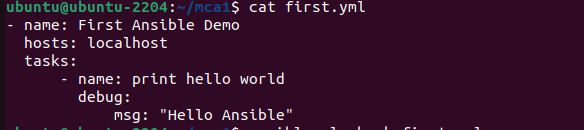 ubuntu@ubuntu-2204:~/mca1$ cat first.yml
- name: First Ansible Demo
  hosts: localhost
  tasks:
      - name: print hello world
        debug:
            msg: "Hello Ansible"